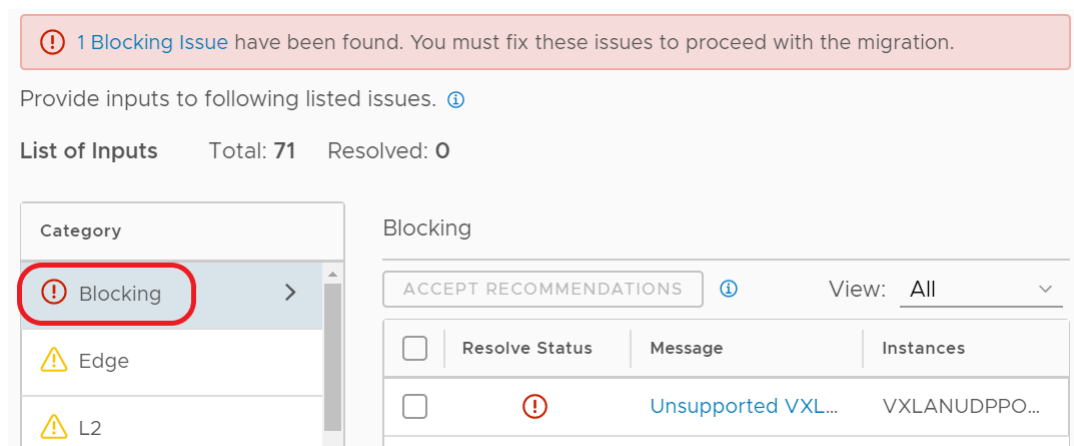 1 Blocking Issue have been found. You must fix these issues to proceed with the migration.
Provide inputs to following listed issues.
List of Inputs Total: 71 Resolved: 0
Category
Blocking
Edge
L2
Blocking
ACCEPT RECOMMENDATIONS View: All
Resolve Status Message Instances
Unsupported VXL... VXLANUDPPO...